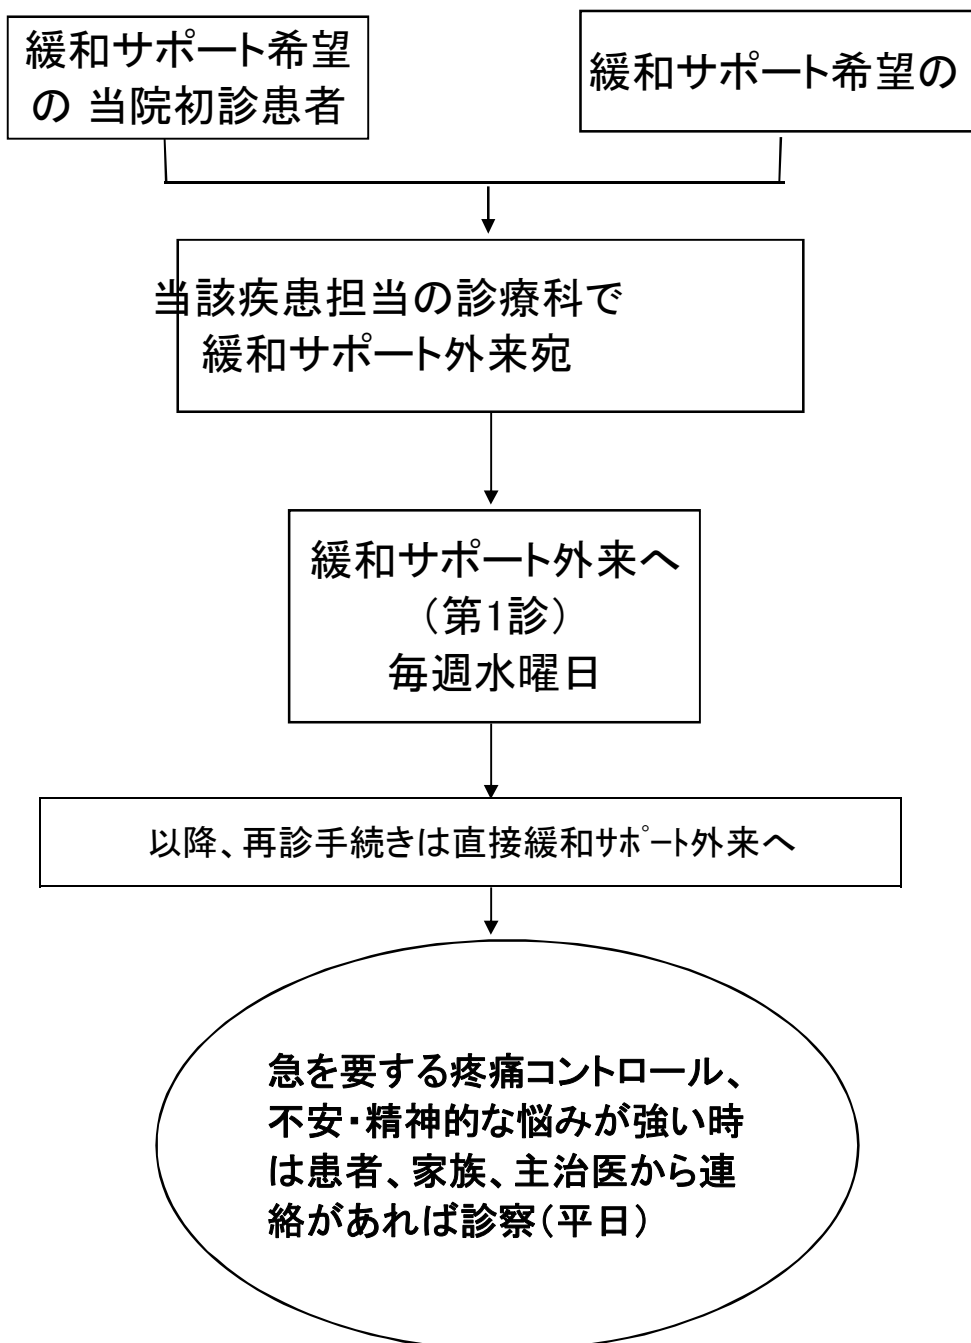 緩和サポート希望
の 当院初診患者
緩和サポート希望の
当該疾患担当の診療科で
緩和サポート外来宛
緩和サポート外来へ
（第1診）
毎週水曜日
以降、再診手続きは直接緩和ｻﾎﾟｰﾄ外来へ
急を要する疼痛コントロール、
不安・精神的な悩みが強い時
は患者、家族、主治医から連
絡があれば診察（平日）